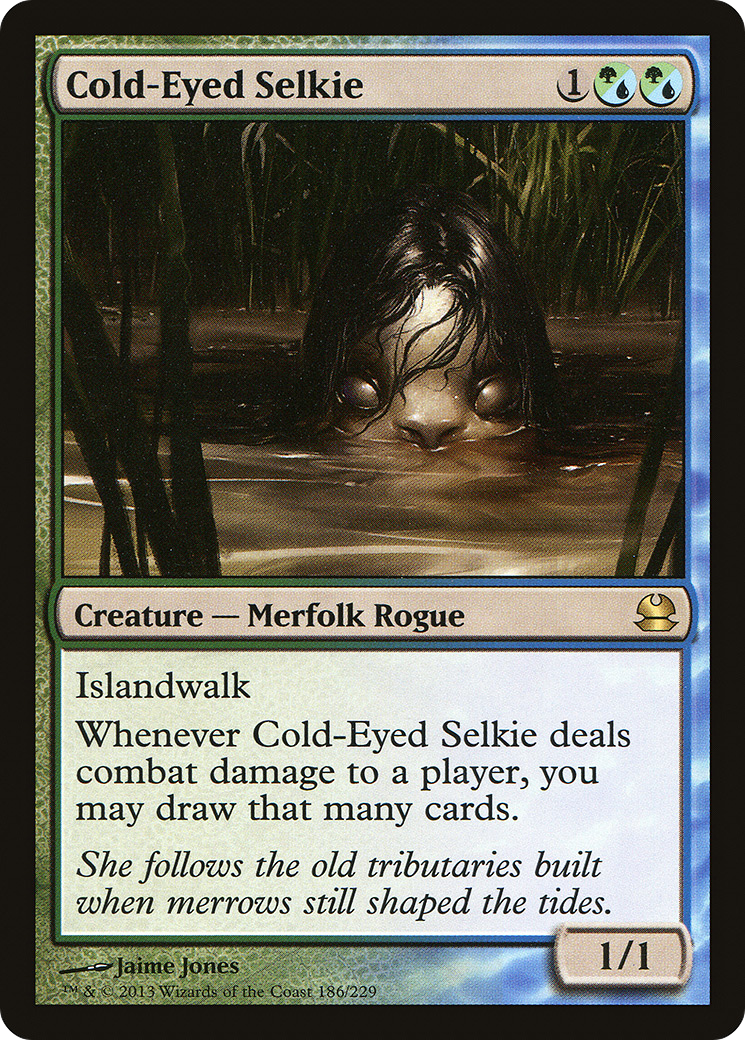 Cold-Eyed Selkie 1
Creature — Merfolk Rogue
Islandwalk
Whenever Cold-Eyed Selkie deals
combat damage to a player, you
may draw that many cards.
She follows the old tributaries built
when merrows still shaped the tides.
1/1
Jaime Jones
™ & © 2013 Wizards of the Coast 186/229